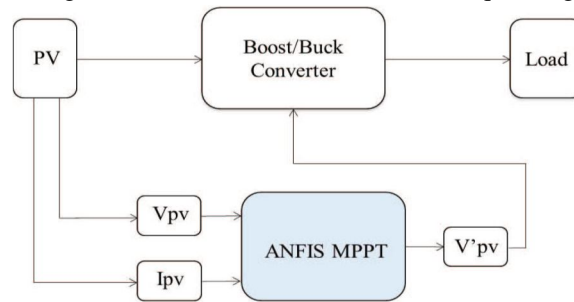 PV
Boost/Buck
Converter
Load
Vpv
ANFIS MPPT
V'pv
Ipv